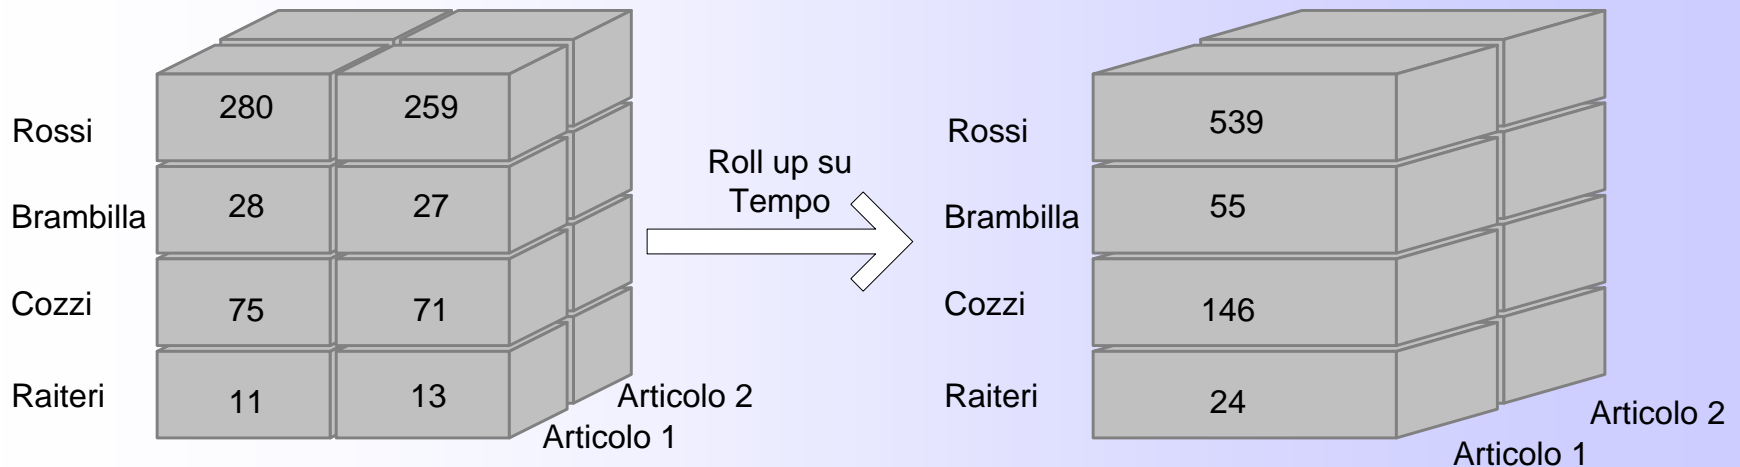 Rossi
280
259
Brambilla
28
27
Cozzi
75
71
Raiteri
11
13
Articolo 2
Articolo 1
Roll up su
Tempo
Rossi
539
Brambilla
55
Cozzi
146
Raiteri
24
Articolo 2
Articolo 1